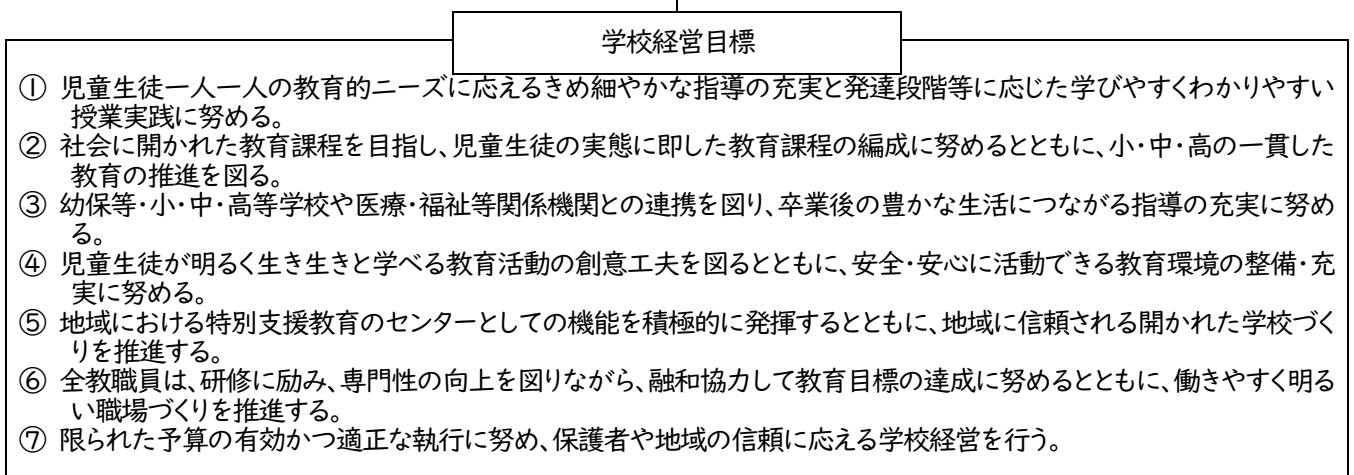 学校経営目標
① 児童生徒一人一人の教育的ニーズに応えるきめ細やかな指導の充実と発達段階等に応じた学びやすくわかりやすい
授業実践に努める。
② 社会に開かれた教育課程を目指し、児童生徒の実態に即した教育課程の編成に努めるとともに、小・中・高の一貫した
教育の推進を図る。
③ 幼保等・小・中・高等学校や医療・福祉等関係機関との連携を図り、卒業後の豊かな生活につながる指導の充実に努め
る。
④ 児童生徒が明るく生き生きと学べる教育活動の創意工夫を図るとともに、安全・安心に活動できる教育環境の整備・充
実に努める。
⑤ 地域における特別支援教育のセンターとしての機能を積極的に発揮するとともに、地域に信頼される開かれた学校づく
りを推進する。
⑥ 全教職員は、研修に励み、専門性の向上を図りながら、融和協力して教育目標の達成に努めるとともに、働きやすく明る
い職場づくりを推進する。
⑦ 限られた予算の有効かつ適正な執行に努め、保護者や地域の信頼に応える学校経営を行う。